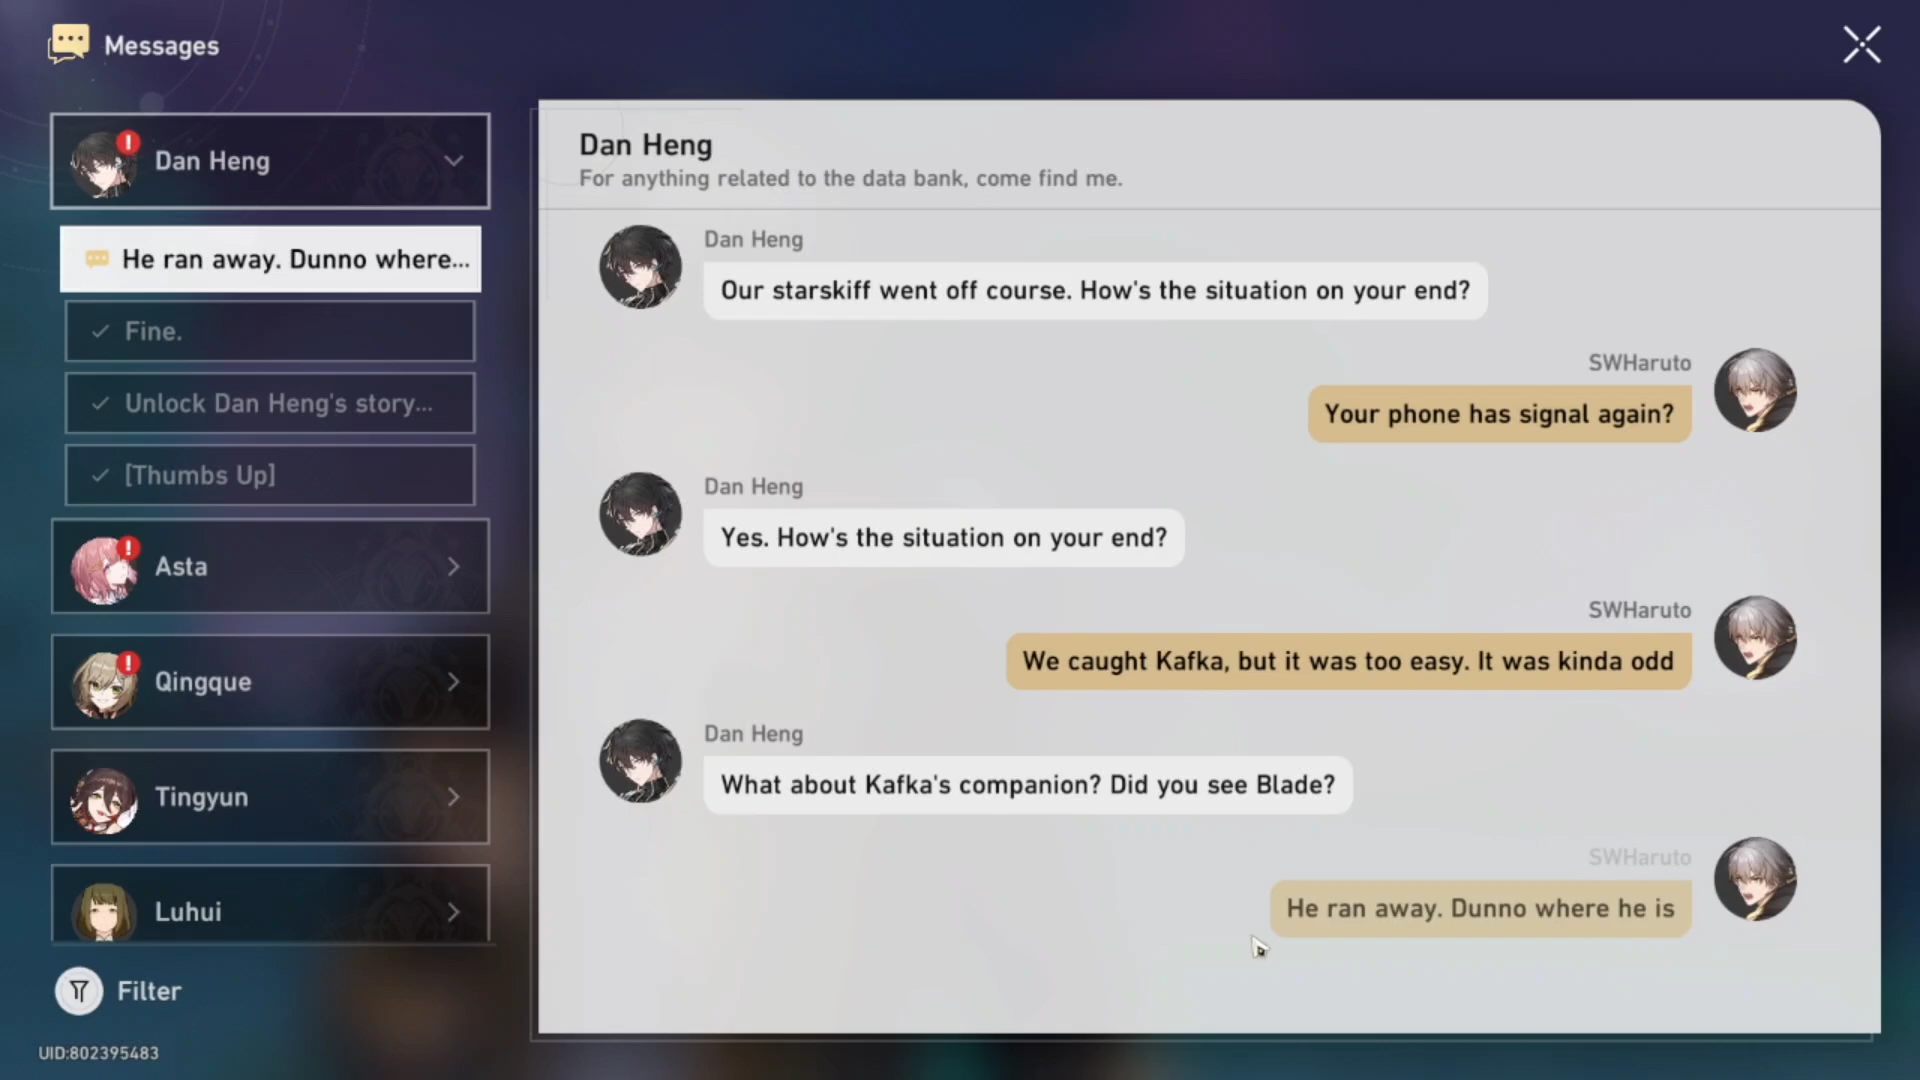 Messages
Dan Heng
He ran away. Dunno where...
Fine.
Unlock Dan Heng's story...
[Thumbs Up]
Asta
Qingque
Tingyun
Luhui
Filter
UID:802395483
Dan Heng
For anything related to the data bank, come find me.
Dan Heng
Our starskiff went off course. How's the situation on your end?
SWHaruto
Your phone has signal again?
Dan Heng
Yes. How's the situation on your end?
SWHaruto
We caught Kafka, but it was too easy. It was kinda odd
Dan Heng
What about Kafka's companion? Did you see Blade?
SWHaruto
He ran away. Dunno where he is